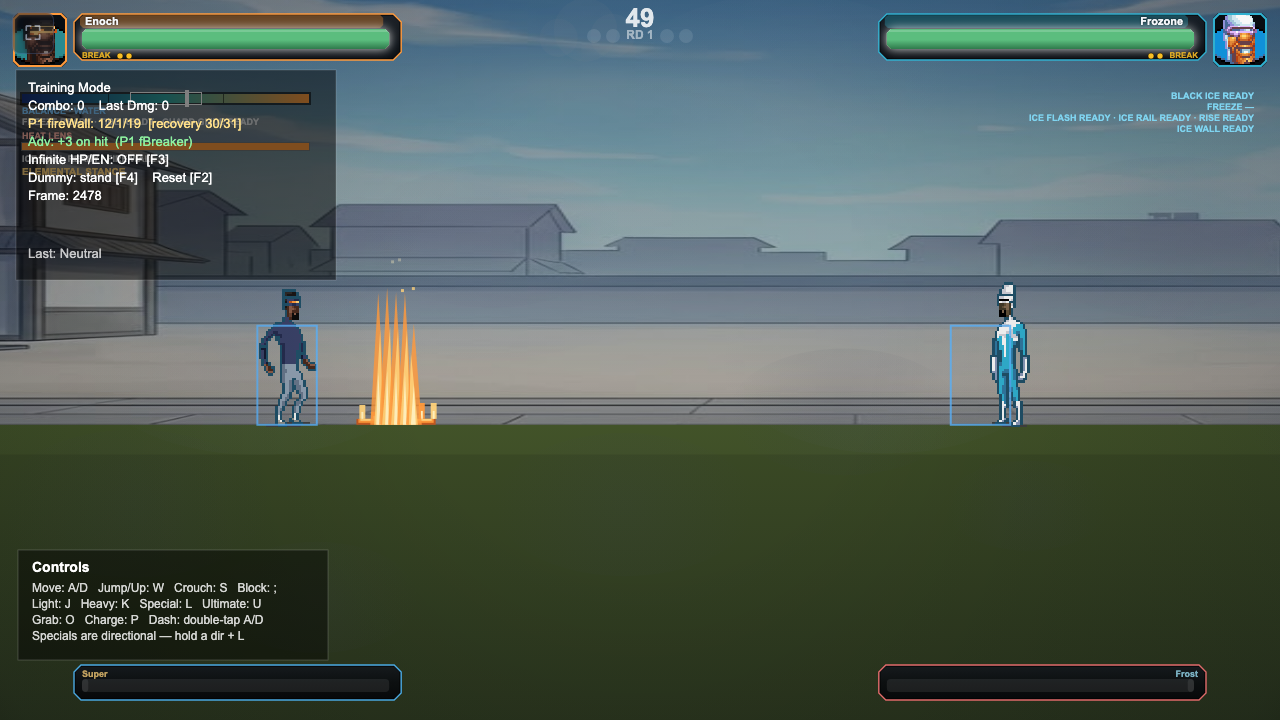 Enoch
BREAK
49
RD 1
Frozone
BREAK
Training Mode
Combo: 0 Last Dmg: 0
P1 fireWall: 12/1/19 [recovery 30/31]
Adv: +3 on hit (P1 fBreaker)
Infinite HP/EN: OFF [F3]
Dummy: stand [F4] Reset [F2]
Frame: 2478
Last: Neutral
HEAT LENS
ELEMENTAL STANCE
BLACK ICE READY
FREEZE —
ICE FLASH READY · ICE RAIL READY · RISE READY
ICE WALL READY
Controls
Move: A/D Jump/Up: W Crouch: S Block: ;
Light: J Heavy: K Special: L Ultimate: U
Grab: O Charge: P Dash: double-tap A/D
Specials are directional — hold a dir + L
Super
Frost